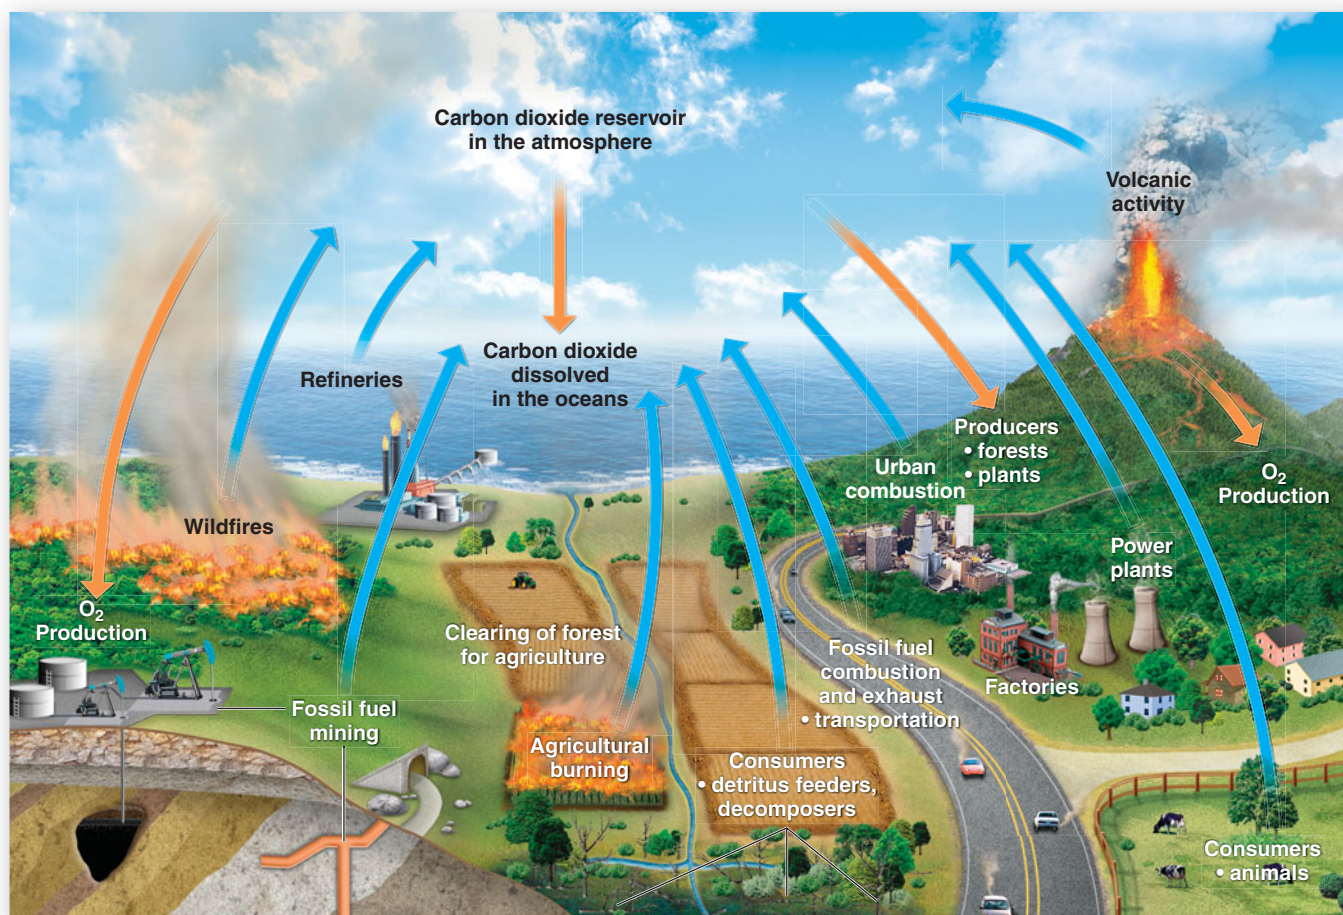 Carbon dioxide reservoir
in the atmosphere
Volcanic
activity
Carbon dioxide
dissolved
in the oceans
Refineries
Producers
• forests
• plants
Urban
combustion
O₂
Production
Wildfires
Power
plants
O₂
Production
Clearing of forest
for agriculture
Fossil fuel
combustion
and exhaust
• transportation
Factories
Fossil fuel
mining
Agricultural
burning
Consumers
• detritus feeders,
decomposers
Consumers
• animals